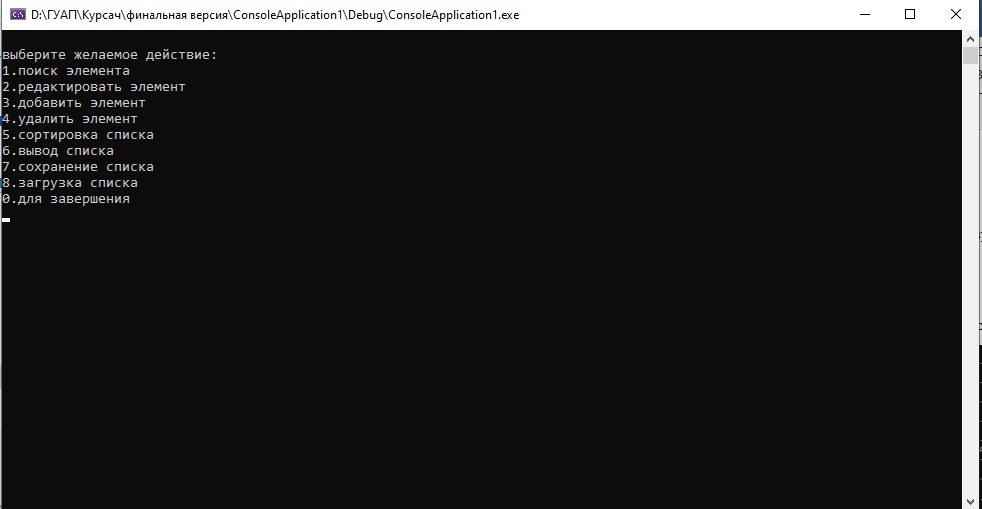 D:\ГУАП\Курсач\финальная версия\ConsoleApplication1\Debug\ConsoleApplication1.exe
выберите желаемое действие:
1.поиск элемента
2.редактировать элемент
3.добавить элемент
4.удалить элемент
5.сортировка списка
6.вывод списка
7.сохранение списка
8.загрузка списка
0.для завершения